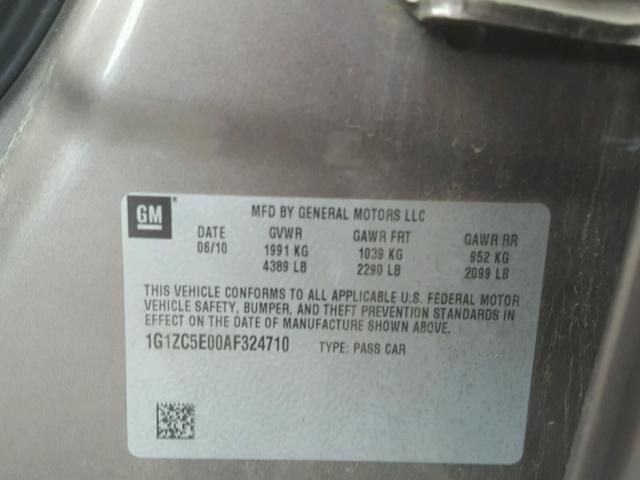 GM ®
MFD BY GENERAL MOTORS LLC
DATE GVWR GAWR FRT GAWR RR
06/10 1991 KG 1039 KG 952 KG
4389 LB 2290 LB 2099 LB
THIS VEHICLE CONFORMS TO ALL APPLICABLE U.S. FEDERAL MOTOR
VEHICLE SAFETY, BUMPER, AND THEFT PREVENTION STANDARDS IN
EFFECT ON THE DATE OF MANUFACTURE SHOWN ABOVE.
1G1ZC5E00AF324710 TYPE: PASS CAR